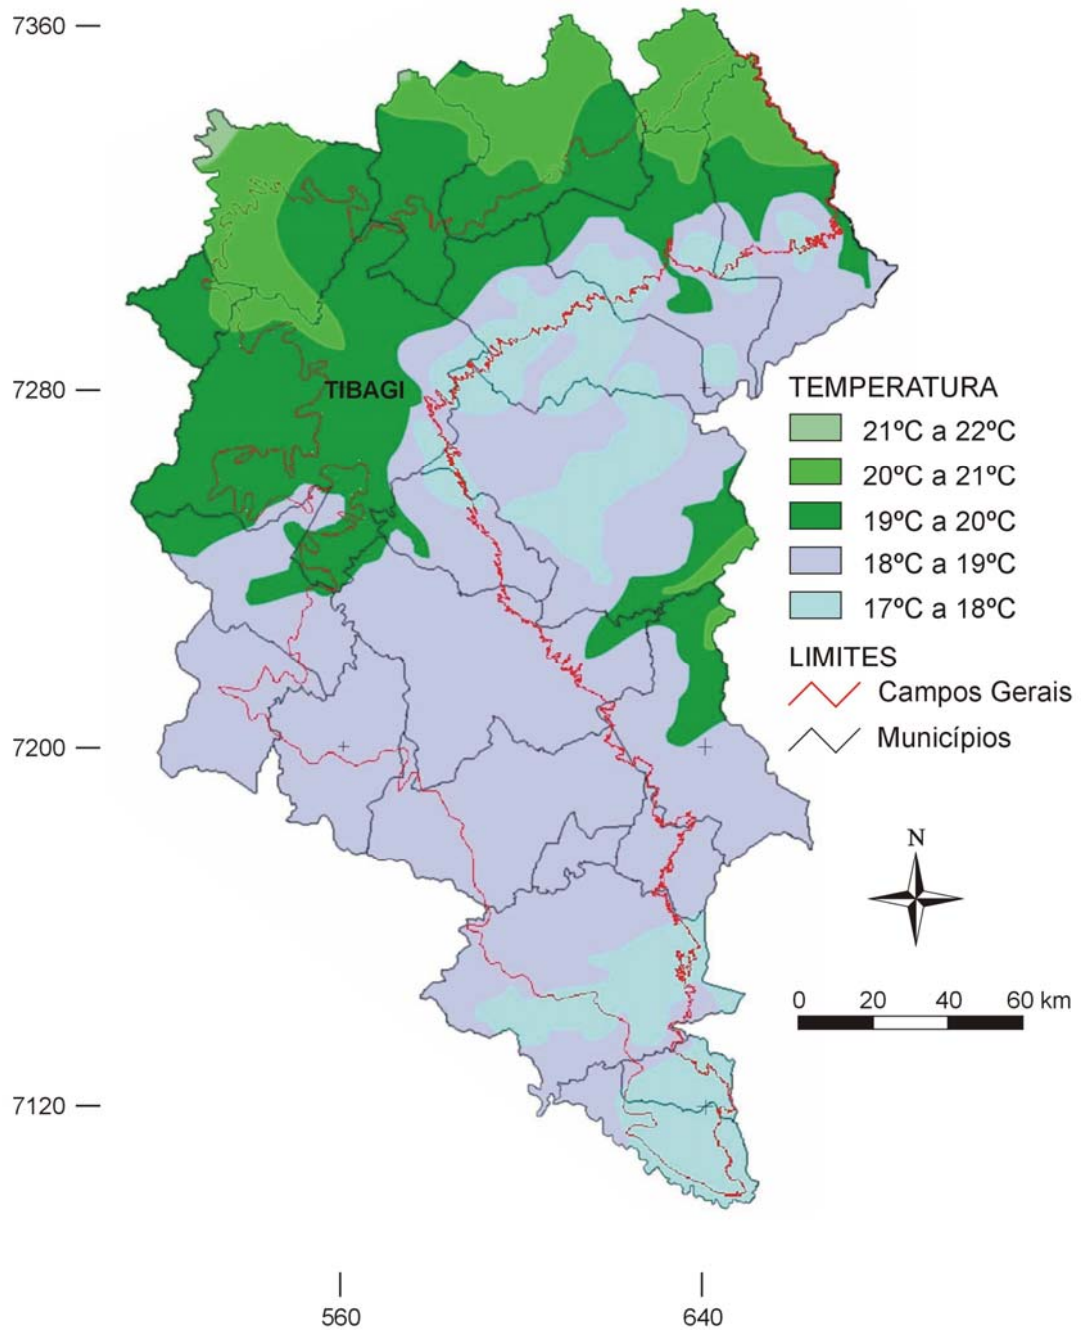 7360
7280
TIBAGI
TEMPERATURA
21ºC a 22ºC
20ºC a 21ºC
19ºC a 20ºC
18ºC a 19ºC
17ºC a 18ºC
LIMITES
Campos Gerais
Municípios
7200
N
0 20 40 60 km
7120
560 640